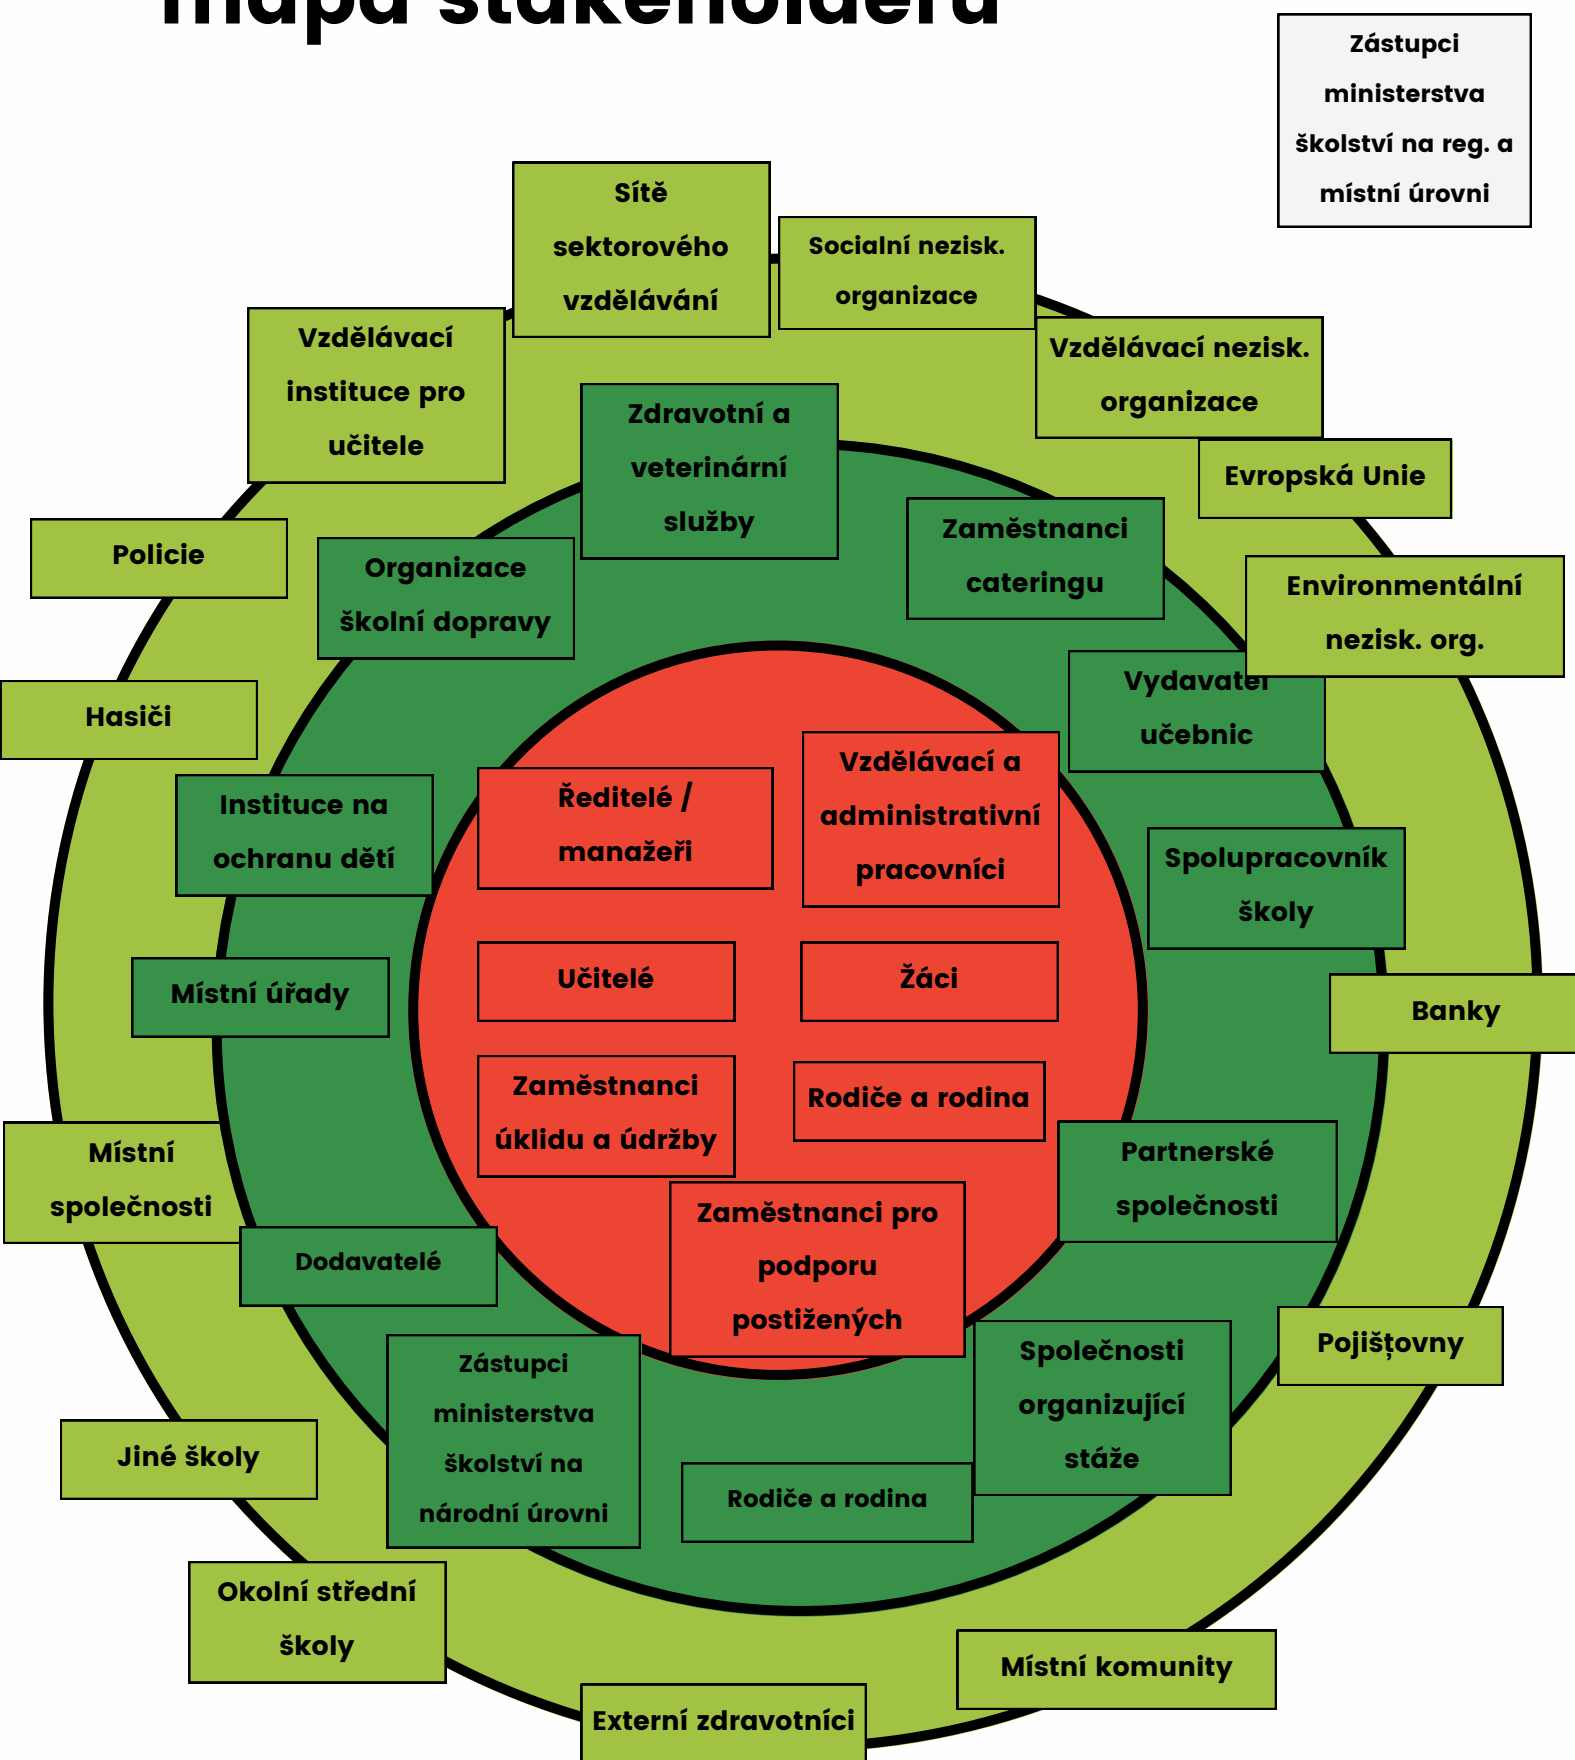 mapa stakeholderů
Zástupci
ministerstva
školství na reg. a
místní úrovni
Sítě
sektorového
vzdělávání
Socialní nezisk.
organizace
Vzdělávací
instituce pro
učitele
Vzdělávací nezisk.
organizace
Zdravotní a
veterinární
služby
Evropská Unie
Policie
Zaměstnanci
cateringu
Organizace
školní dopravy
Environmentální
nezisk. org.
Hasiči
Vydavatel
učebnic
Instituce na
ochranu dětí
Ředitelé /
manažeři
Vzdělávací a
administrativní
pracovníci
Spolupracovník
školy
Místní úřady
Učitelé
Žáci
Banky
Zaměstnanci
úklidu a údržby
Rodiče a rodina
Místní
společnosti
Partnerské
společnosti
Dodavatelé
Zaměstnanci pro
podporu
postižených
Zástupci
ministerstva
školství na
národní úrovni
Společnosti
organizující
stáže
Pojišťovny
Jiné školy
Rodiče a rodina
Okolní střední
školy
Místní komunity
Externí zdravotníci